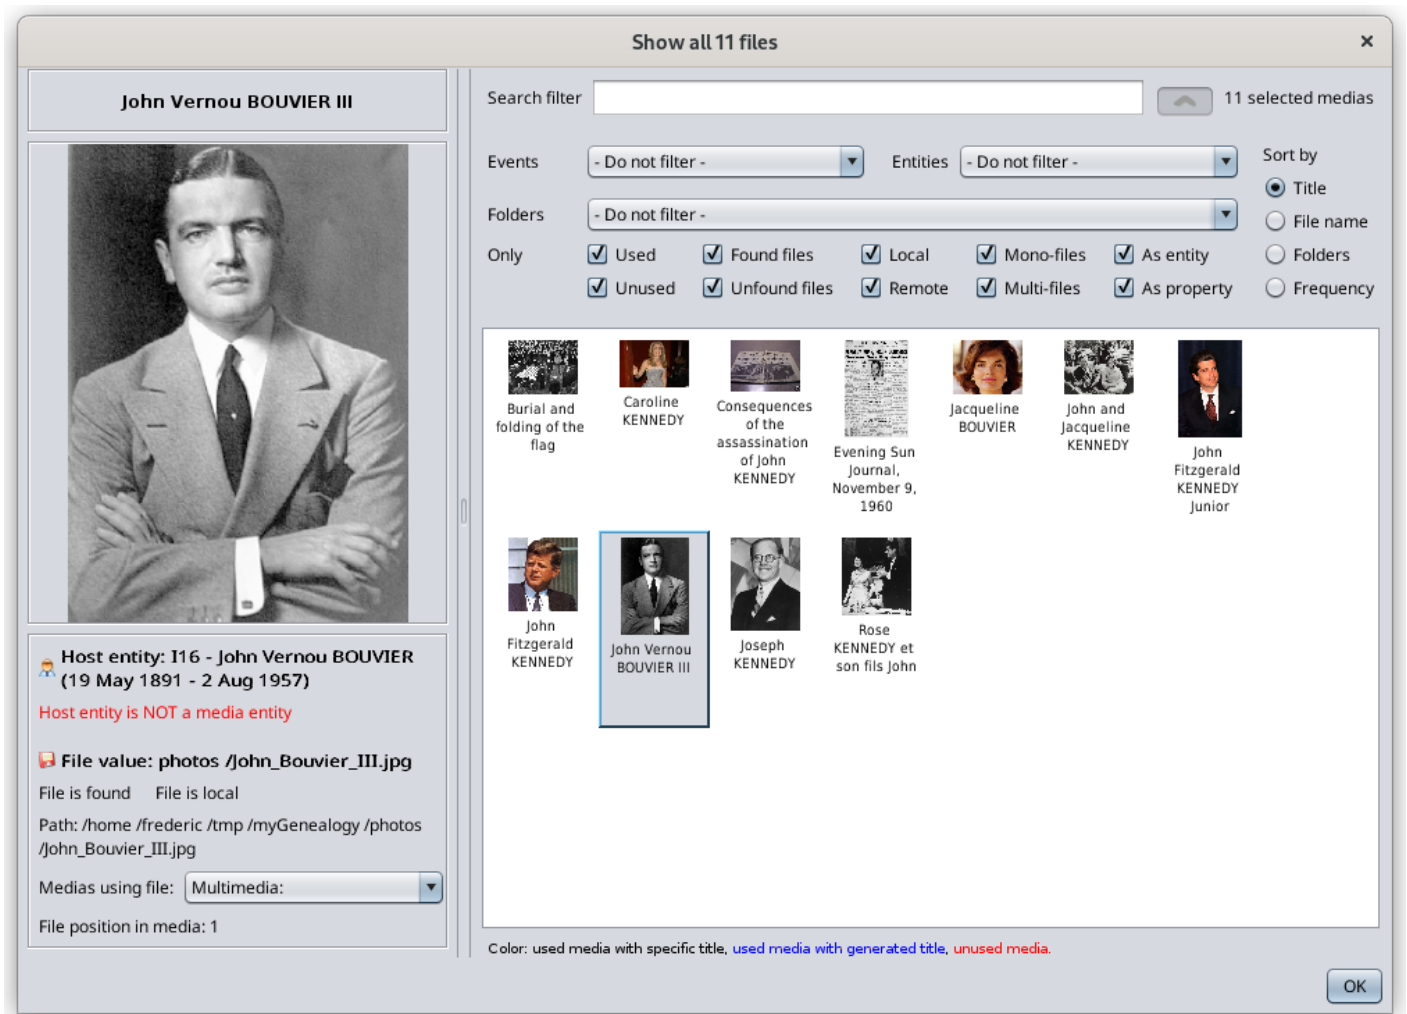 Show all 11 files
John Vernou BOUVIER III
Search filter
11 selected medias
Events
- Do not filter -
Entities
- Do not filter -
Sort by
Title
File name
Folders
Frequency
Folders
- Do not filter -
Only
Used
Found files
Local
Mono-files
As entity
Unused
Unfound files
Remote
Multi-files
As property
Burial and
folding of the
flag
Caroline
KENNEDY
Consequences
of the
assassination
of John
KENNEDY
Evening Sun
Journal,
November 9,
1960
Jacqueline
BOUVIER
John and
Jacqueline
KENNEDY
John
Fitzgerald
KENNEDY
Junior
John
Fitzgerald
KENNEDY
John Vernou
BOUVIER III
Joseph
KENNEDY
Rose
KENNEDY et
son fils John
Host entity: I16 - John Vernou BOUVIER
(19 May 1891 - 2 Aug 1957)
Host entity is NOT a media entity
File value: photos /John_Bouvier_III.jpg
File is found File is local
Path: /home /frederic /tmp /myGenealogy /photos
/John_Bouvier_III.jpg
Medias using file: Multimedia:
File position in media: 1
Color: used media with specific title, used media with generated title, unused media.
OK